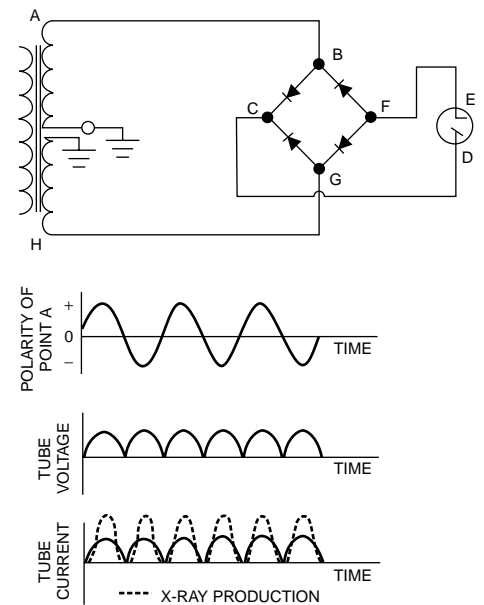 A
B
C
F
E
D
G
H
POLARITY OF
POINT A
+
0
−
TIME
TUBE
VOLTAGE
TIME
TUBE
CURRENT
TIME
X-RAY PRODUCTION